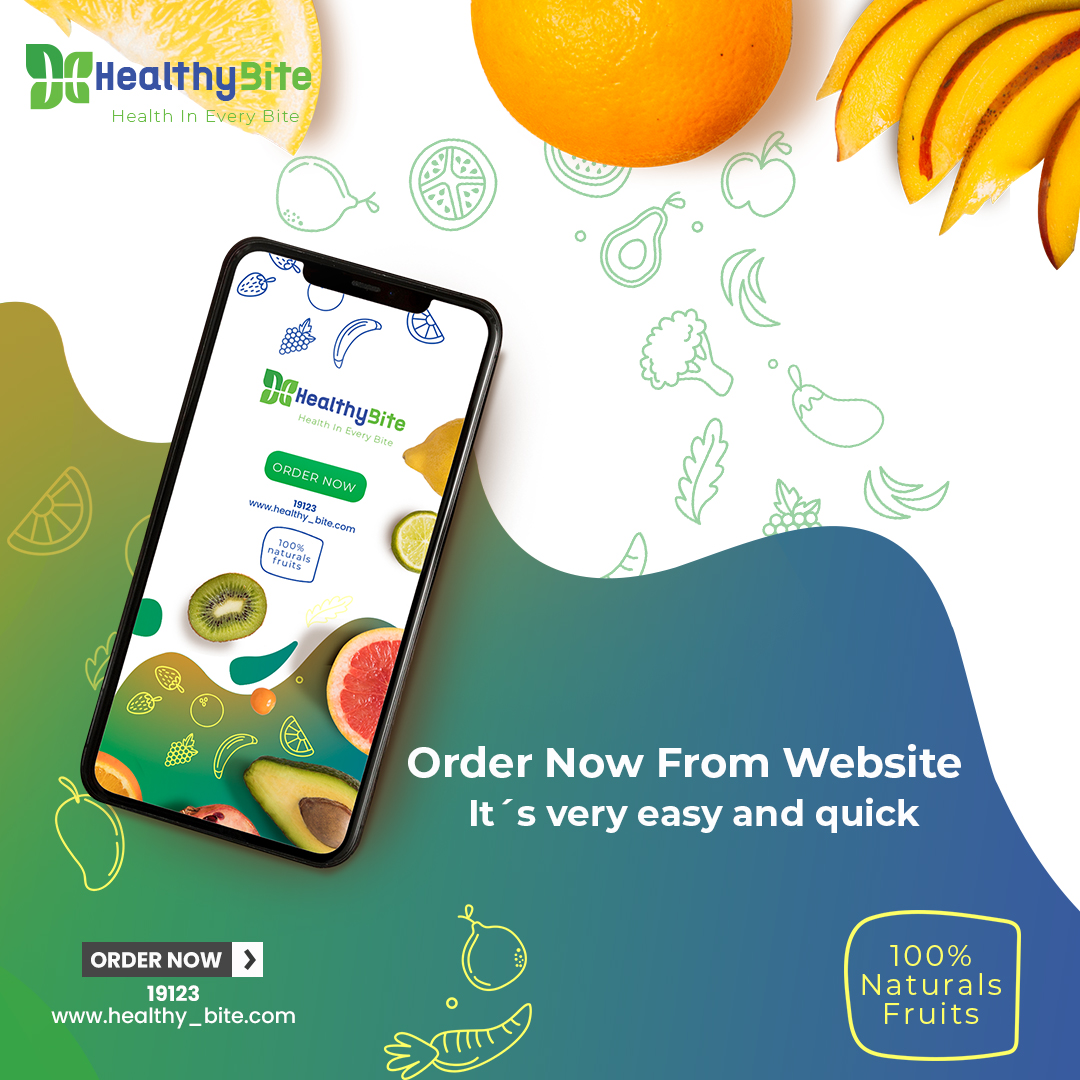 HealthyBite
Health In Every Bite
HealthyBite
Health In Every Bite
ORDER NOW
19123
www.healthy_bite.com
100%
naturals
fruits
Order Now From Website
It´s very easy and quick
ORDER NOW
19123
www.healthy_bite.com
100%
Naturals
Fruits